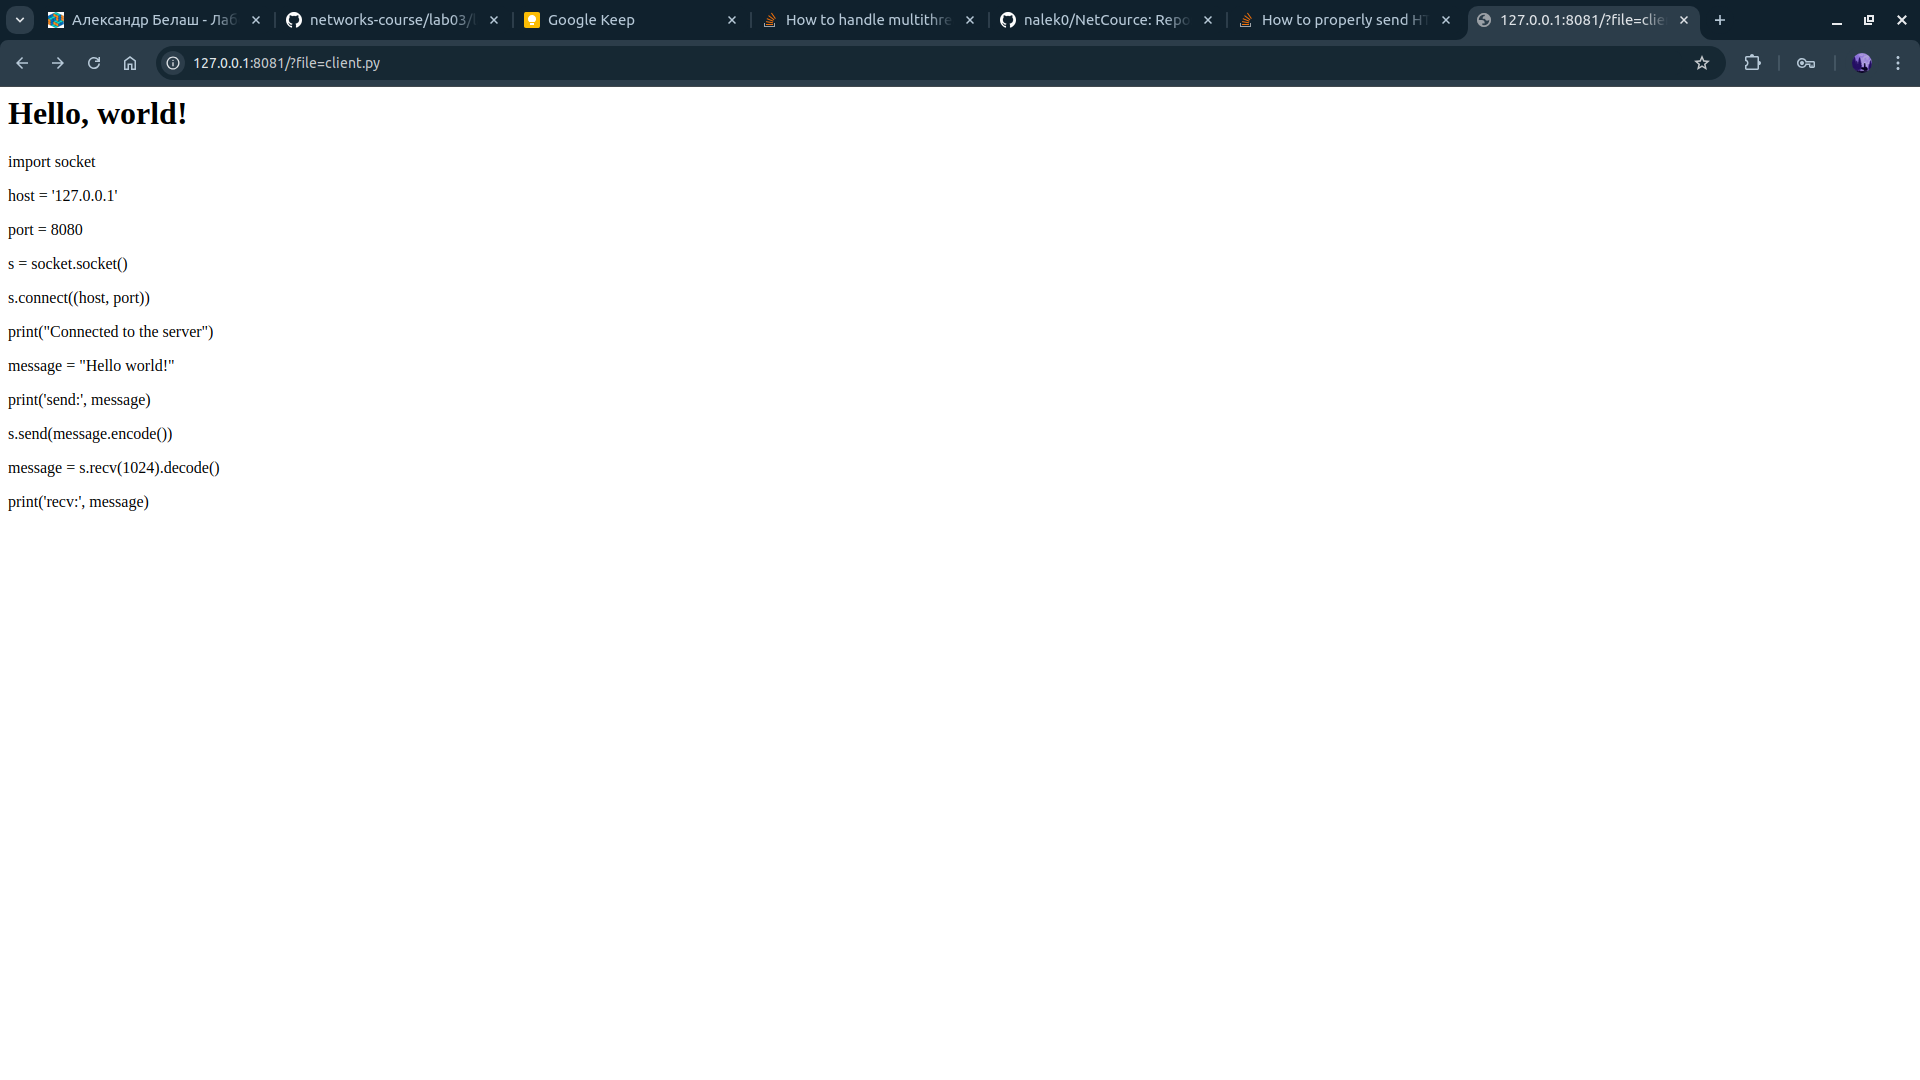 Александр Белаш - Лаб
networks-course/lab03/
Google Keep
How to handle multithre
nalek0/NetCource: Repo
How to properly send HT
127.0.0.1:8081/?file=clie
127.0.0.1:8081/?file=client.py
Hello, world!
import socket
host = '127.0.0.1'
port = 8080
s = socket.socket()
s.connect((host, port))
print("Connected to the server")
message = "Hello world!"
print('send:', message)
s.send(message.encode())
message = s.recv(1024).decode()
print('recv:', message)